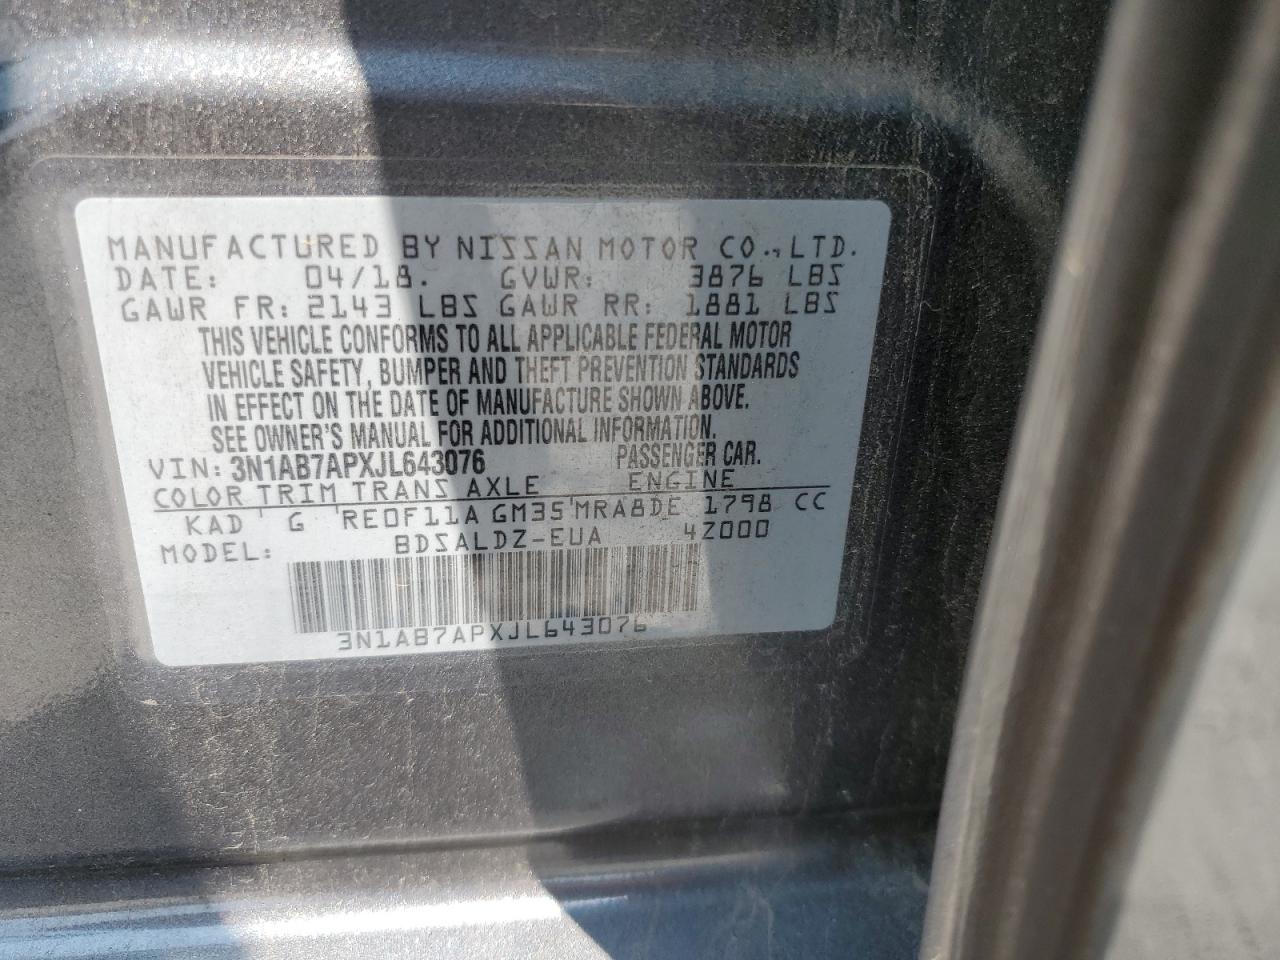 MANUFACTURED BY NISSAN MOTOR CO., LTD.
DATE: 04/18. GVWR: 3876 LBS
GAWR FR: 2143 LBS GAWR RR: 1881 LBS
THIS VEHICLE CONFORMS TO ALL APPLICABLE FEDERAL MOTOR
VEHICLE SAFETY, BUMPER AND THEFT PREVENTION STANDARDS
IN EFFECT ON THE DATE OF MANUFACTURE SHOWN ABOVE.
SEE OWNER'S MANUAL FOR ADDITIONAL INFORMATION.
VIN: 3N1AB7APXJL643076 PASSENGER CAR.
COLOR TRIM TRANS AXLE ENGINE
KAD G RE0F11A GM35 MRA8DE 1798 CC
MODEL: BDSALDZ-EUA 4Z000
3N1AB7APXJL643076